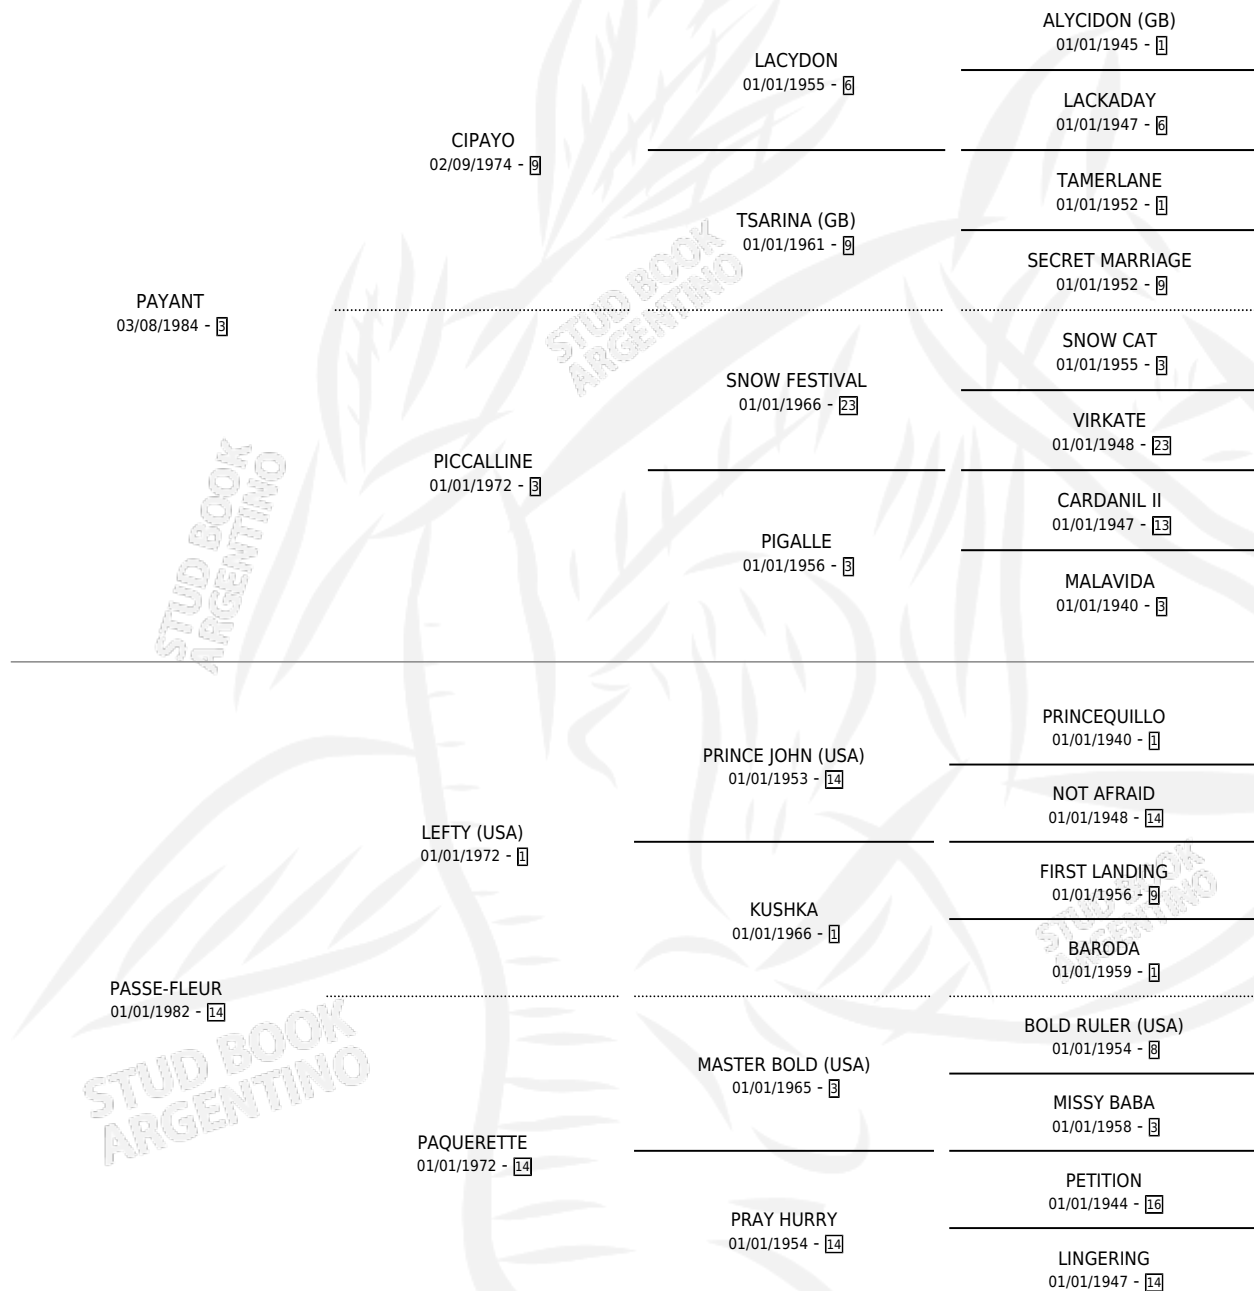 ALYCIDON (GB)
01/01/1945 - 1
LACYDON
01/01/1955 - 6
LACKADAY
01/01/1947 - 6
CIPAYO
02/09/1974 - 9
TAMERLANE
01/01/1952 - 1
TSARINA (GB)
01/01/1961 - 9
SECRET MARRIAGE
01/01/1952 - 9
PAYANT
03/08/1984 - 3
STUD BOOK
ARGENTINO
SNOW CAT
01/01/1955 - 3
SNOW FESTIVAL
01/01/1966 - 23
VIRKATE
01/01/1948 - 23
PICCALLINE
01/01/1972 - 3
CARDANIL II
01/01/1947 - 13
STUD BOOK
ARGENTINO
PIGALLE
01/01/1956 - 3
MALAVIDA
01/01/1940 - 3
PRINCEQUILLO
01/01/1940 - 1
PRINCE JOHN (USA)
01/01/1953 - 14
NOT AFRAID
01/01/1948 - 14
LEFTY (USA)
01/01/1972 - 1
FIRST LANDING
01/01/1956 - 9
STUD BOOK
ARGENTINO
KUSHKA
01/01/1966 - 1
BARODA
01/01/1959 - 1
PASSE-FLEUR
01/01/1982 - 14
STUD BOOK
ARGENTINO
BOLD RULER (USA)
01/01/1954 - 8
MASTER BOLD (USA)
01/01/1965 - 3
MISSY BABA
01/01/1958 - 3
PAQUERETTE
01/01/1972 - 14
PETITION
01/01/1944 - 16
PRAY HURRY
01/01/1954 - 14
LINGERING
01/01/1947 - 14